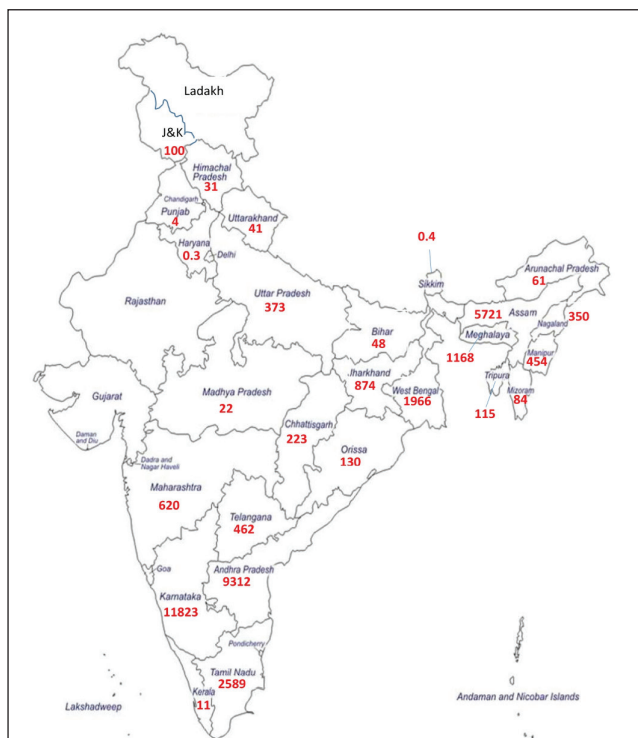 Ladakh
J&K
100
Himachal
Pradesh
31
Chandigarh
Punjab
4
Uttarakhand
41
Haryana
0.3
Delhi
0.4
Sikkim
Arunachal Pradesh
61
Rajasthan
Uttar Pradesh
373
5721
Assam
Nagaland
350
Bihar
48
Meghalaya
1168
Manipur
454
Jharkhand
874
Tripura
115
Mizoram
84
West Bengal
1966
Gujarat
Madhya Pradesh
22
Chhattisgarh
223
Daman
and Diu
Dadra and
Nagar Haveli
Orissa
130
Maharashtra
620
Telangana
462
Goa
Andhra Pradesh
9312
Karnataka
11823
Pondicherry
Tamil Nadu
2589
Kerala
11
Lakshadweep
Andaman and Nicobar Islands